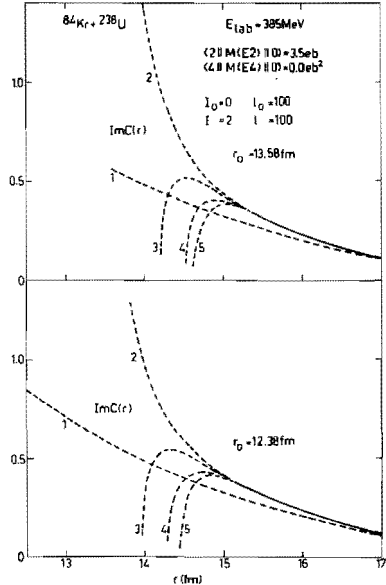 ⁸⁴Kr + ²³⁸U
E_lab = 385MeV
⟨2||M(E2)||0⟩ = 3.5eb
⟨4||M(E4)||0⟩ = 0.0eb²
I₀=0 l₀=100
I =2 l =100
r₀ =13.58fm
ImC(r)
2
1
3
4
5
1.0
0.5
0
ImC(r)
r₀ =12.38fm
2
1
3
4
5
1.0
0.5
0
13
14
15
16
17
r (fm)